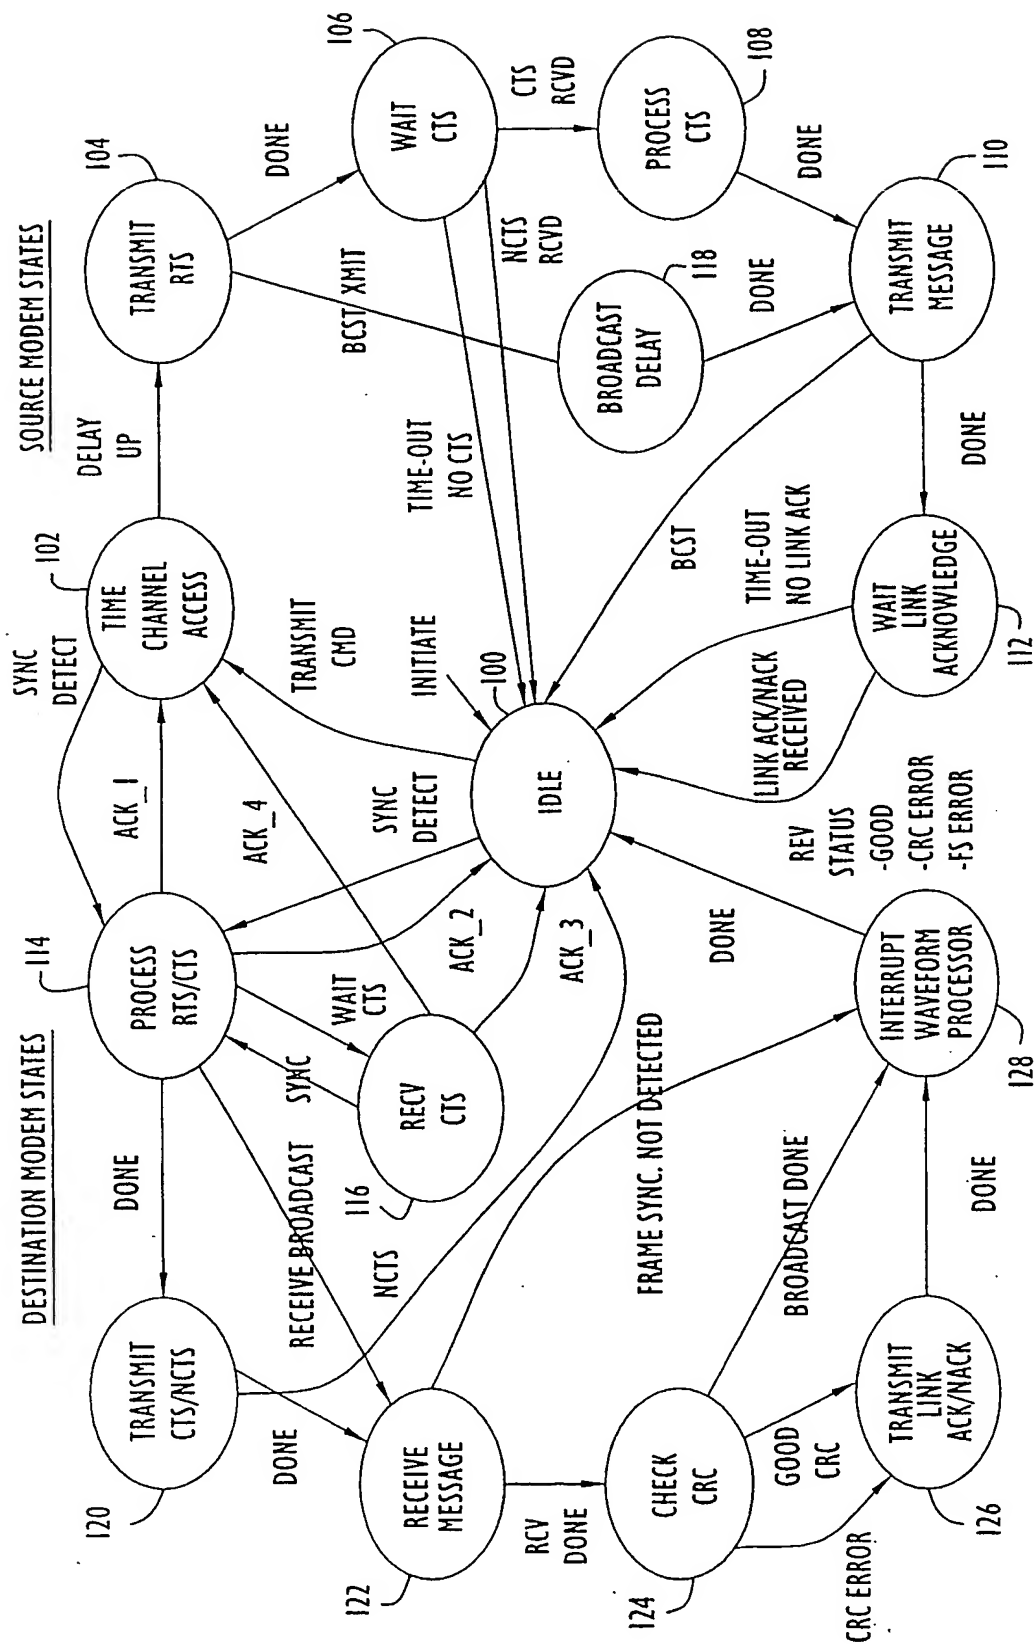 DESTINATION MODEM STATES
SOURCE MODEM STATES
120
TRANSMIT
CTS/NCTS
DONE
114
PROCESS
RTS/CTS
SYNC
DETECT
ACK_1
102
TIME
CHANNEL
ACCESS
DELAY
UP
TRANSMIT
RTS
104
DONE
122
RECEIVE
MESSAGE
DONE
RECEIVE BROADCAST
NCTS
116
RECV
CTS
SYNC
WAIT
CTS
ACK_4
ACK_2
ACK_3
SYNC
DETECT
TRANSMIT
CMD
INITIATE
100
IDLE
TIME-OUT
NO CTS
BCST XMIT
NCTS
RCVD
WAIT
CTS
106
CTS
RCVD
RCV
DONE
FRAME SYNC. NOT DETECTED
124
CHECK
CRC
BROADCAST DONE
GOOD
CRC
CRC ERROR
DONE
LINK ACK/NACK
RECEIVED
TIME-OUT
NO LINK ACK
BCST
BROADCAST
DELAY
118
DONE
PROCESS
CTS
108
DONE
126
TRANSMIT
LINK
ACK/NACK
DONE
INTERRUPT
WAVEFORM
PROCESSOR
128
REV
STATUS
-GOOD
-CRC ERROR
-FS ERROR
WAIT
LINK
ACKNOWLEDGE
112
DONE
TRANSMIT
MESSAGE
110